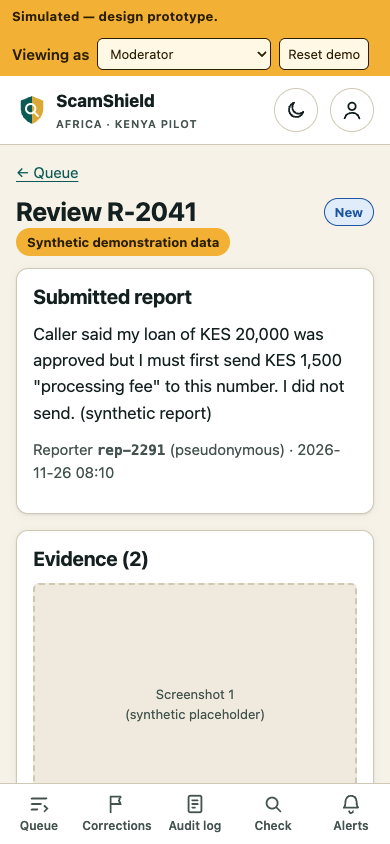 Simulated — design prototype.
Viewing as Moderator Reset demo
ScamShield
AFRICA · KENYA PILOT
← Queue
Review R-2041 New
Synthetic demonstration data
Submitted report
Caller said my loan of KES 20,000 was
approved but I must first send KES 1,500
"processing fee" to this number. I did not
send. (synthetic report)
Reporter rep-2291 (pseudonymous) · 2026-
11-26 08:10
Evidence (2)
Screenshot 1
(synthetic placeholder)
Queue Corrections Audit log Check Alerts